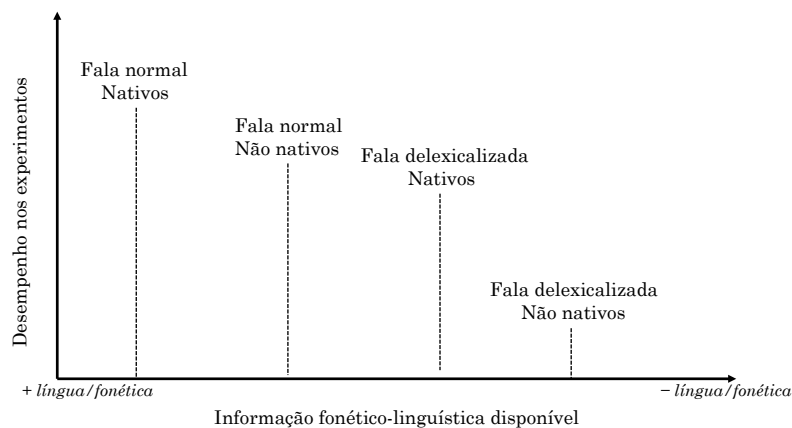 Fala normal
Nativos
Fala normal
Não nativos
Fala delexicalizada
Nativos
Fala delexicalizada
Não nativos
Desempenho nos experimentos
+ língua/fonética
− língua/fonética
Informação fonético-linguística disponível